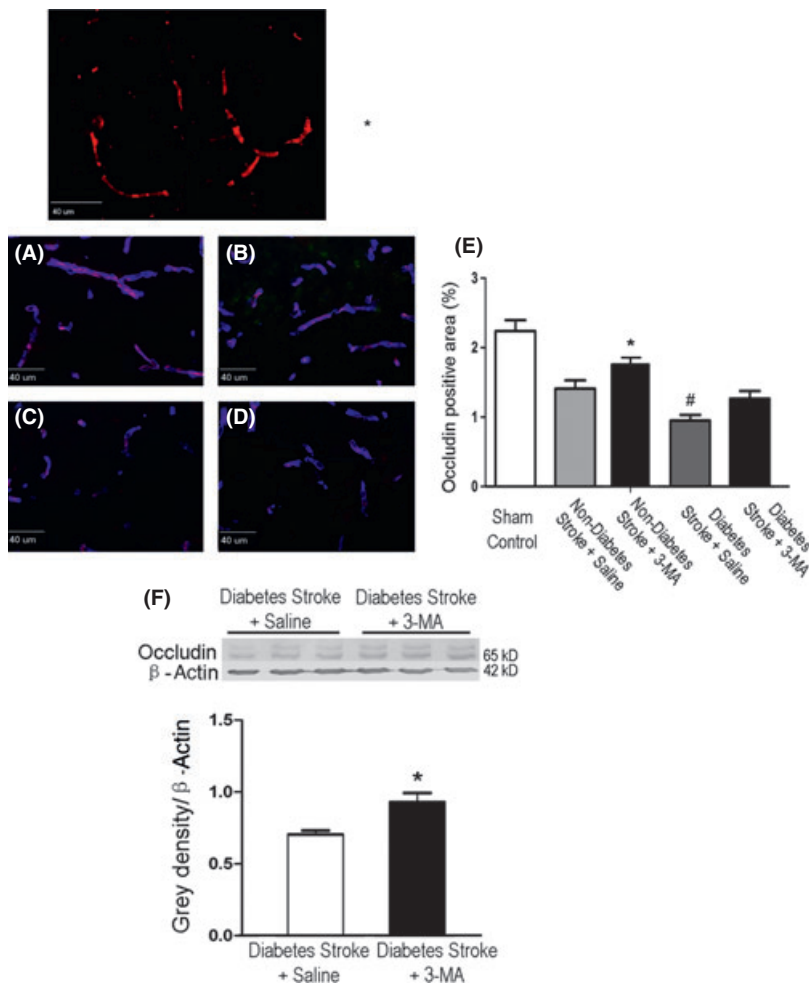 *
40 um
(A)
40 um
(B)
40 um
(C)
40 um
(D)
40 um
(E)
Occludin positive area (%)
3
2
1
0
*
#
Sham
Control
Non-Diabetes
Stroke + Saline
Non-Diabetes
Stroke + 3-MA
Diabetes
Stroke + Saline
Diabetes
Stroke + 3-MA
(F)
Diabetes Stroke
+ Saline
Diabetes Stroke
+ 3-MA
Occludin
65 kD
β-Actin
42 kD
Grey density/β-Actin
1.5
1.0
0.5
0.0
*
Diabetes Stroke
+ Saline
Diabetes Stroke
+ 3-MA